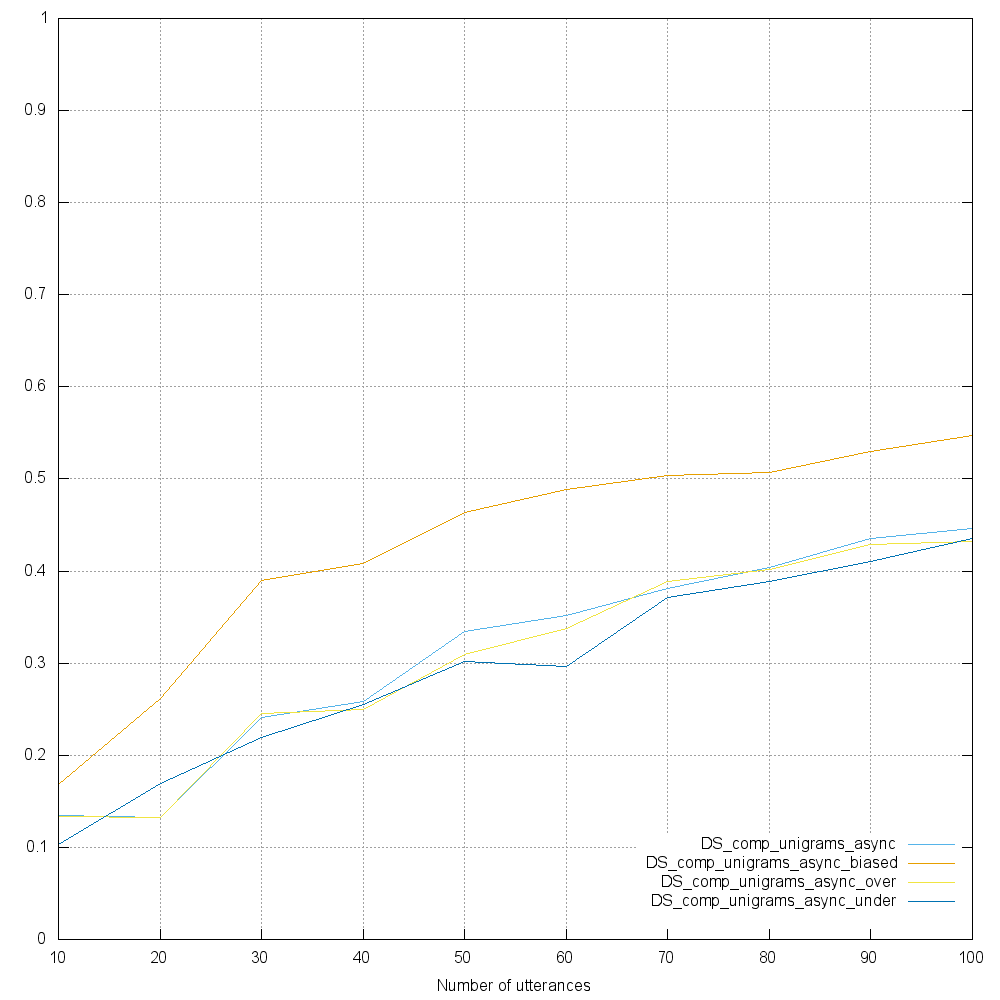 1
0.9
0.8
0.7
0.6
0.5
0.4
0.3
0.2
0.1
0
DS_comp_unigrams_async
DS_comp_unigrams_async_biased
DS_comp_unigrams_async_over
DS_comp_unigrams_async_under
10 20 30 40 50 60 70 80 90 100
Number of utterances